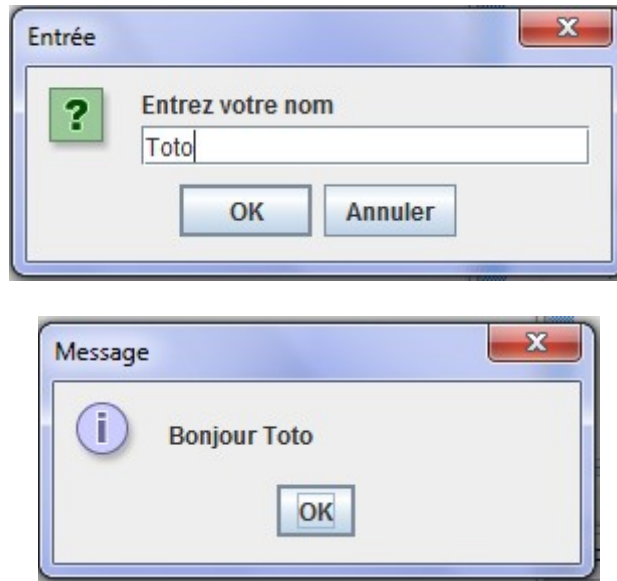 Entrée
x
?
Entrez votre nom
Toto
OK Annuler
Message
x
i
Bonjour Toto
OK